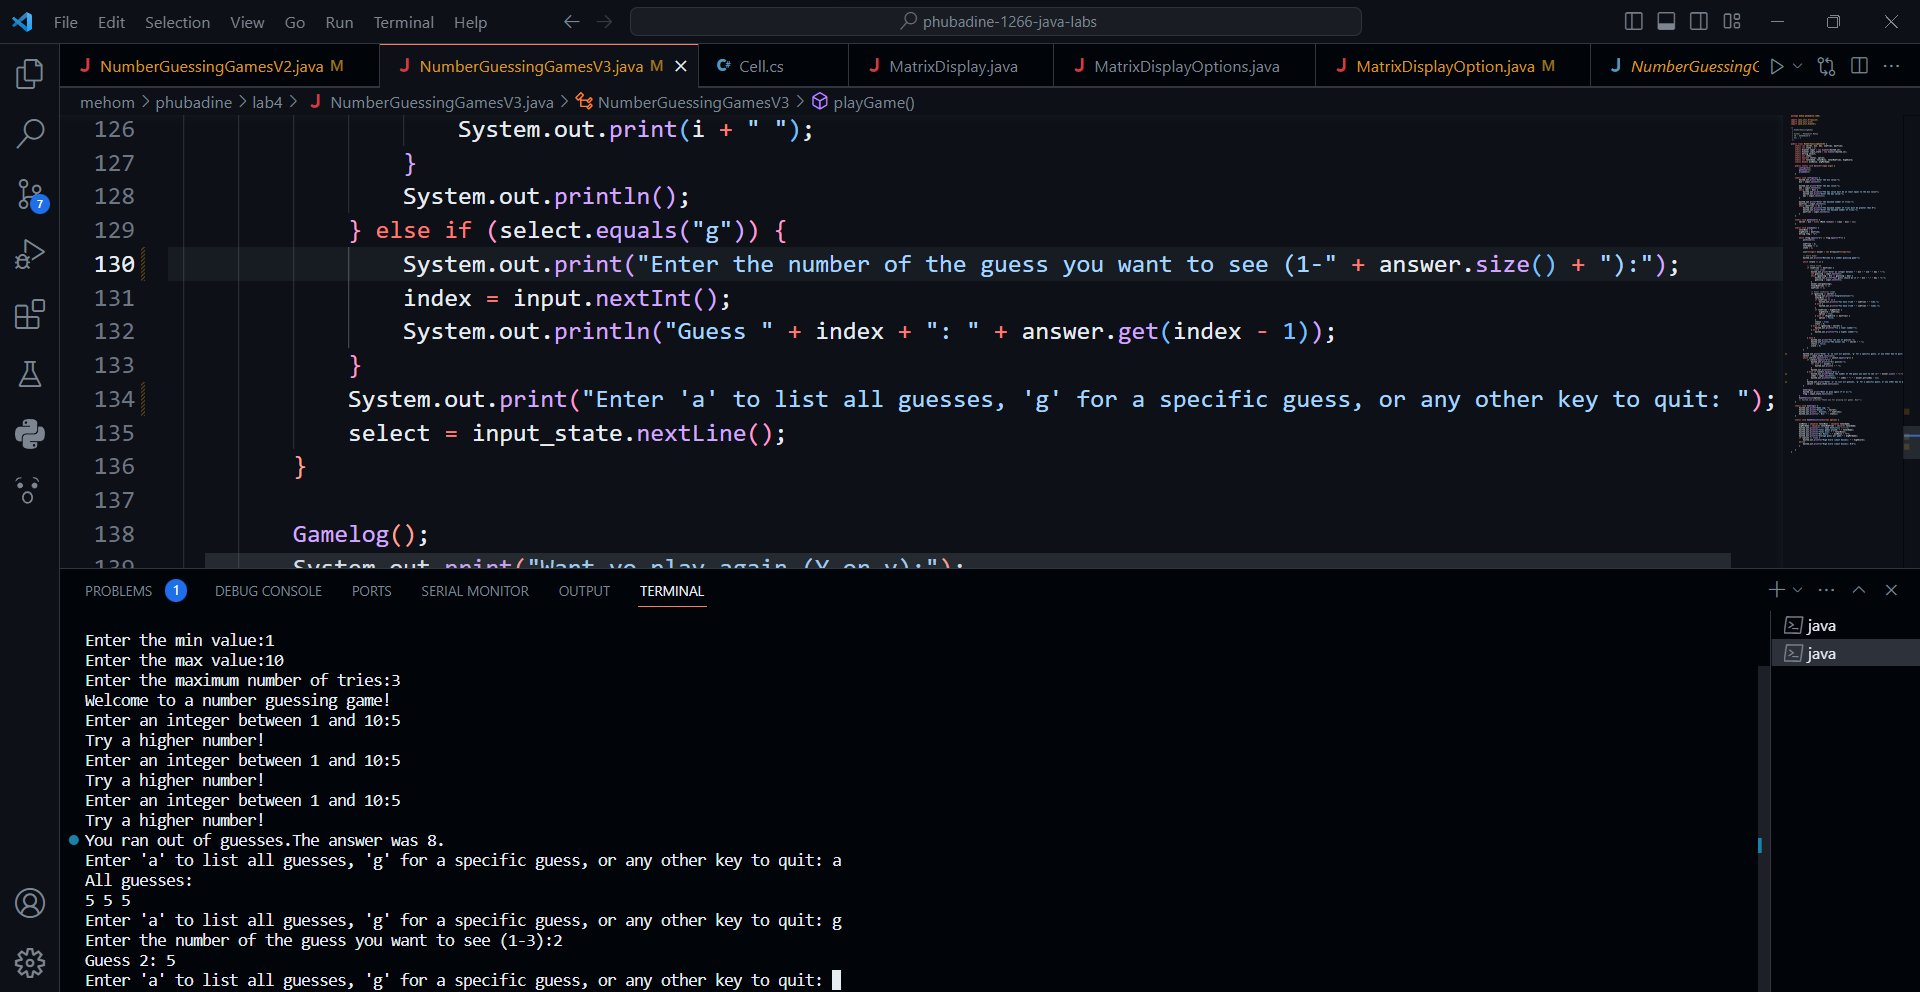 File Edit Selection View Go Run Terminal Help phubadine-1266-java-labs
NumberGuessingGamesV2.java M NumberGuessingGamesV3.java M Cell.cs MatrixDisplay.java MatrixDisplayOptions.java MatrixDisplayOption.java M NumberGuessingG
mehom > phubadine > lab4 > NumberGuessingGamesV3.java > NumberGuessingGamesV3 > playGame()
126 System.out.print(i + " ");
127 }
128 System.out.println();
129 } else if (select.equals("g")) {
130 System.out.print("Enter the number of the guess you want to see (1-" + answer.size() + "):");
131 index = input.nextInt();
132 System.out.println("Guess " + index + ": " + answer.get(index - 1));
133 }
134 System.out.print("Enter 'a' to list all guesses, 'g' for a specific guess, or any other key to quit: ");
135 select = input_state.nextLine();
136 }
137
138 Gamelog();
139 System.out.print("Want yo play again (Y or y):");
7
PROBLEMS 1 DEBUG CONSOLE PORTS SERIAL MONITOR OUTPUT TERMINAL
java
java
Enter the min value:1
Enter the max value:10
Enter the maximum number of tries:3
Welcome to a number guessing game!
Enter an integer between 1 and 10:5
Try a higher number!
Enter an integer between 1 and 10:5
Try a higher number!
Enter an integer between 1 and 10:5
Try a higher number!
You ran out of guesses.The answer was 8.
Enter 'a' to list all guesses, 'g' for a specific guess, or any other key to quit: a
All guesses:
5 5 5
Enter 'a' to list all guesses, 'g' for a specific guess, or any other key to quit: g
Enter the number of the guess you want to see (1-3):2
Guess 2: 5
Enter 'a' to list all guesses, 'g' for a specific guess, or any other key to quit: